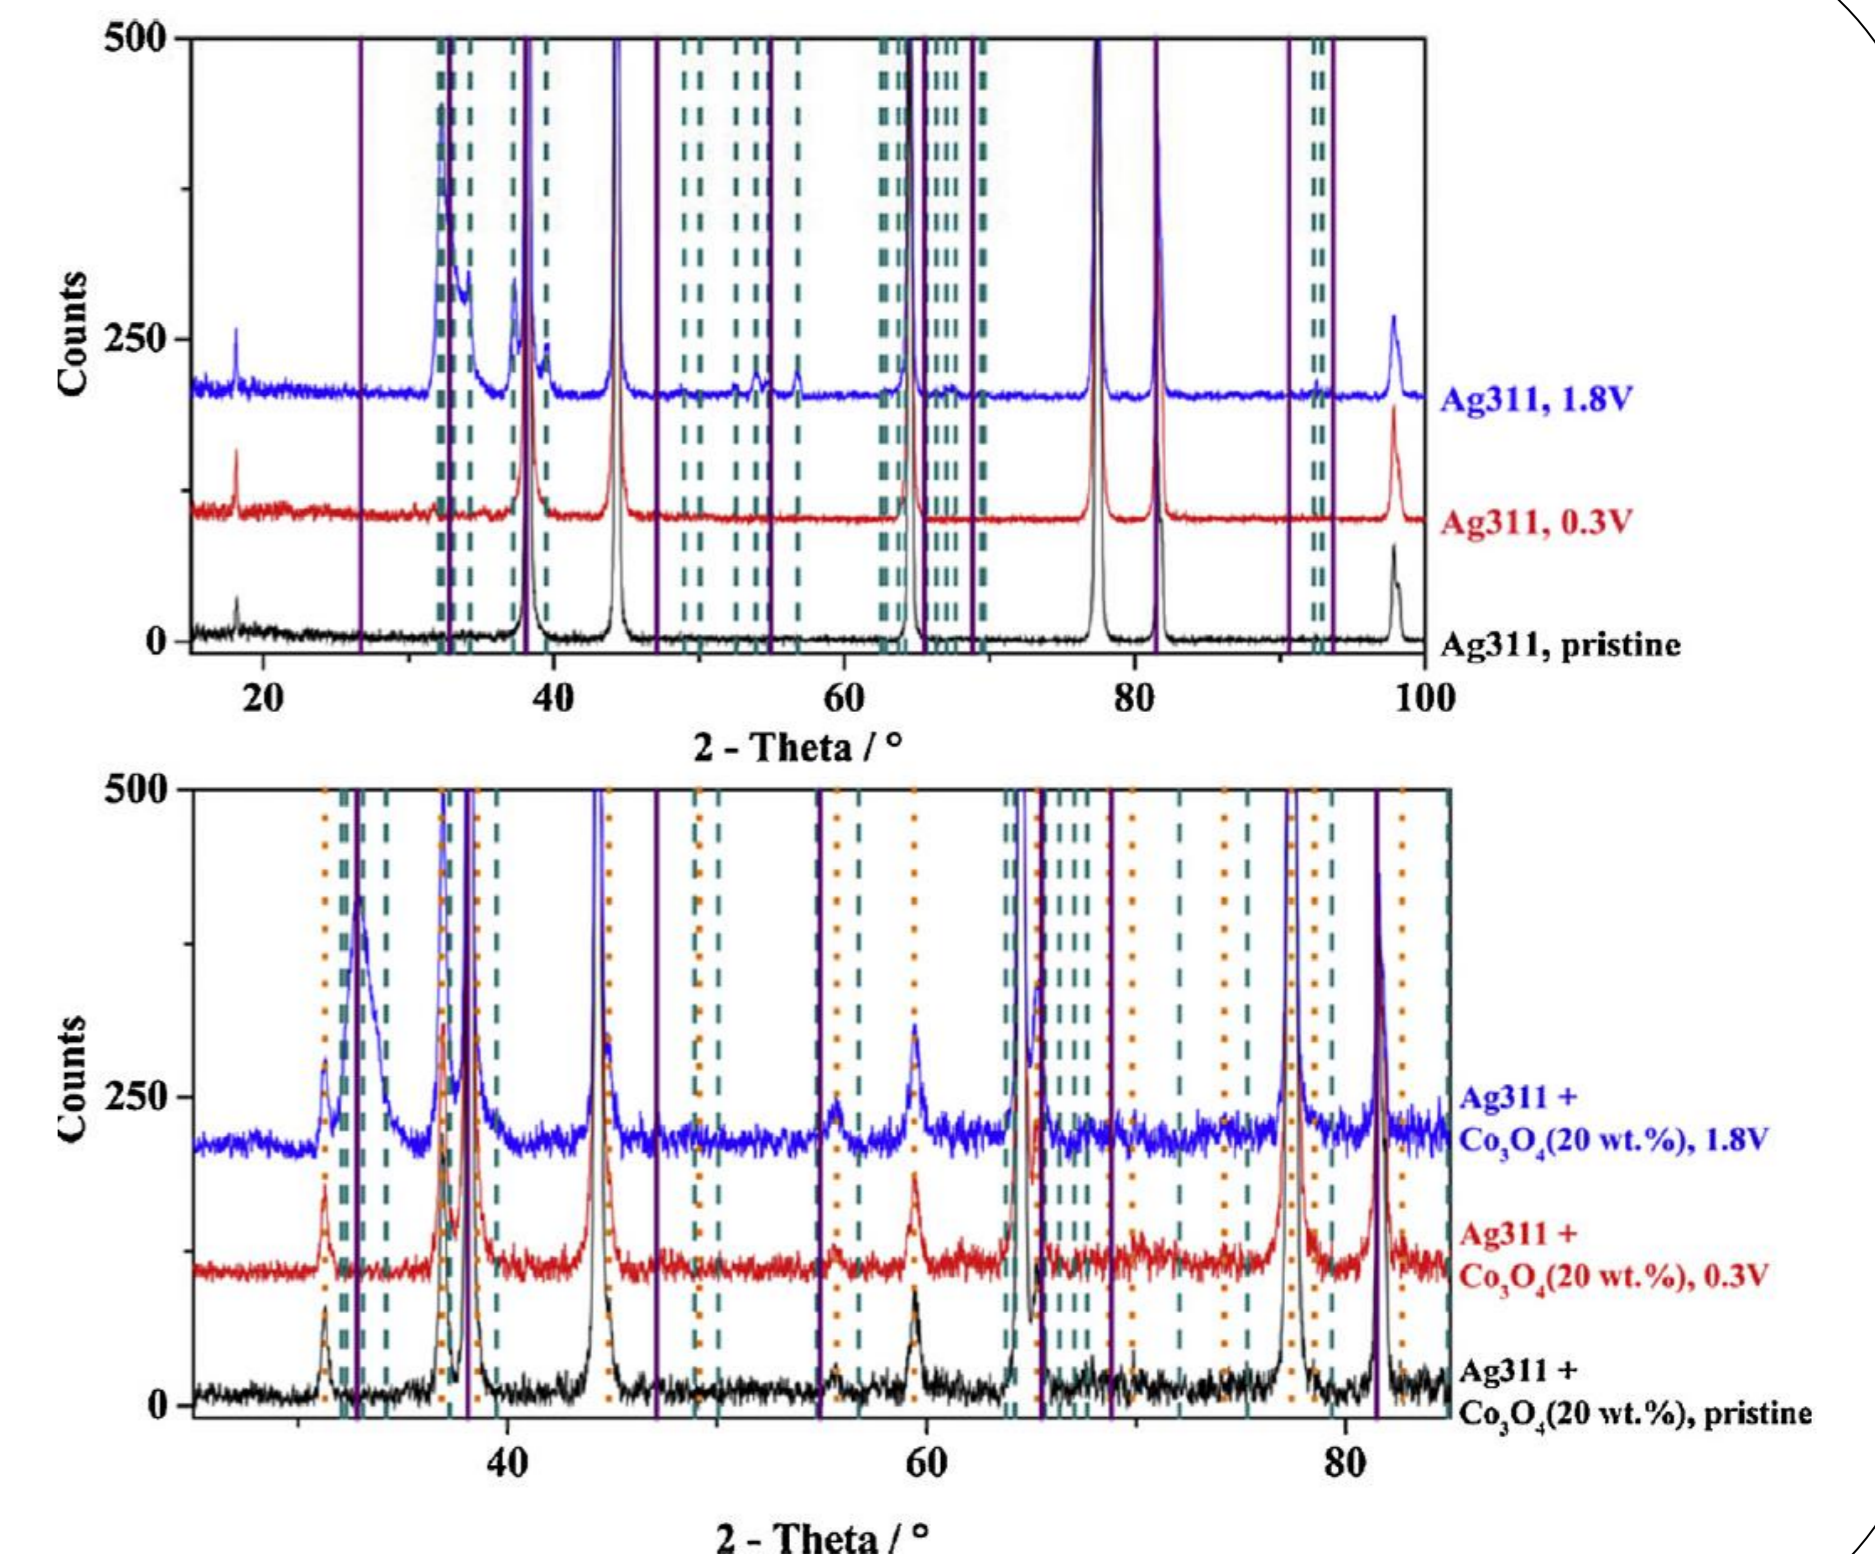 500
250
0
Counts
Ag311, 1.8V
Ag311, 0.3V
Ag311, pristine
20 40 60 80 100
2 - Theta / °
500
250
0
Counts
Ag311 +
Co₃O₄(20 wt.%), 1.8V
Ag311 +
Co₃O₄(20 wt.%), 0.3V
Ag311 +
Co₃O₄(20 wt.%), pristine
40 60 80
2 - Theta / °